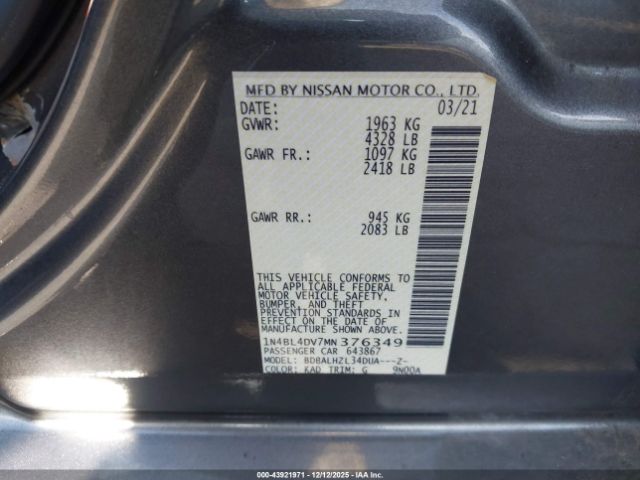 MFD BY NISSAN MOTOR CO., LTD.
DATE: 03/21
GVWR: 1963 KG
4328 LB
GAWR FR.: 1097 KG
2418 LB
GAWR RR.: 945 KG
2083 LB
THIS VEHICLE CONFORMS TO
ALL APPLICABLE FEDERAL
MOTOR VEHICLE SAFETY,
BUMPER, AND THEFT
PREVENTION STANDARDS
IN EFFECT ON THE DATE OF
MANUFACTURE SHOWN ABOVE.
1N4BL4DV7MN376349
PASSENGER CAR 643867
MODEL: BDBALHZL34DUA---Z-
COLOR: KAD TRIM: G 9N00A
000-43921971 - 12/12/2025 - Copyright IAA, LLC